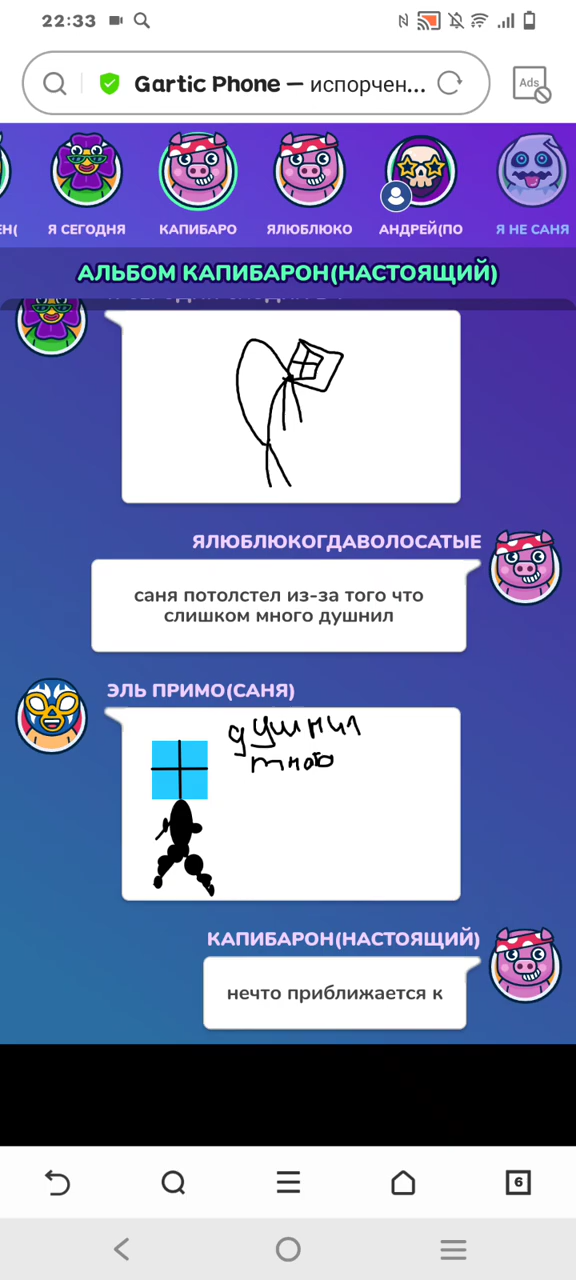 22:33
Gartic Phone — испорчен...
Ads
ЕН(
Я СЕГОДНЯ
КАПИБАРО
ЯЛЮБЛЮКО
АНДРЕЙ(ПО
Я НЕ САНЯ
АЛЬБОМ КАПИБАРОН(НАСТОЯЩИЙ)
ЯЛЮБЛЮКОГДАВОЛОСАТЫЕ
саня потолстел из-за того что
слишком много душнил
ЭЛЬ ПРИМО(САНЯ)
душнил
много
КАПИБАРОН(НАСТОЯЩИЙ)
нечто приближается к
6